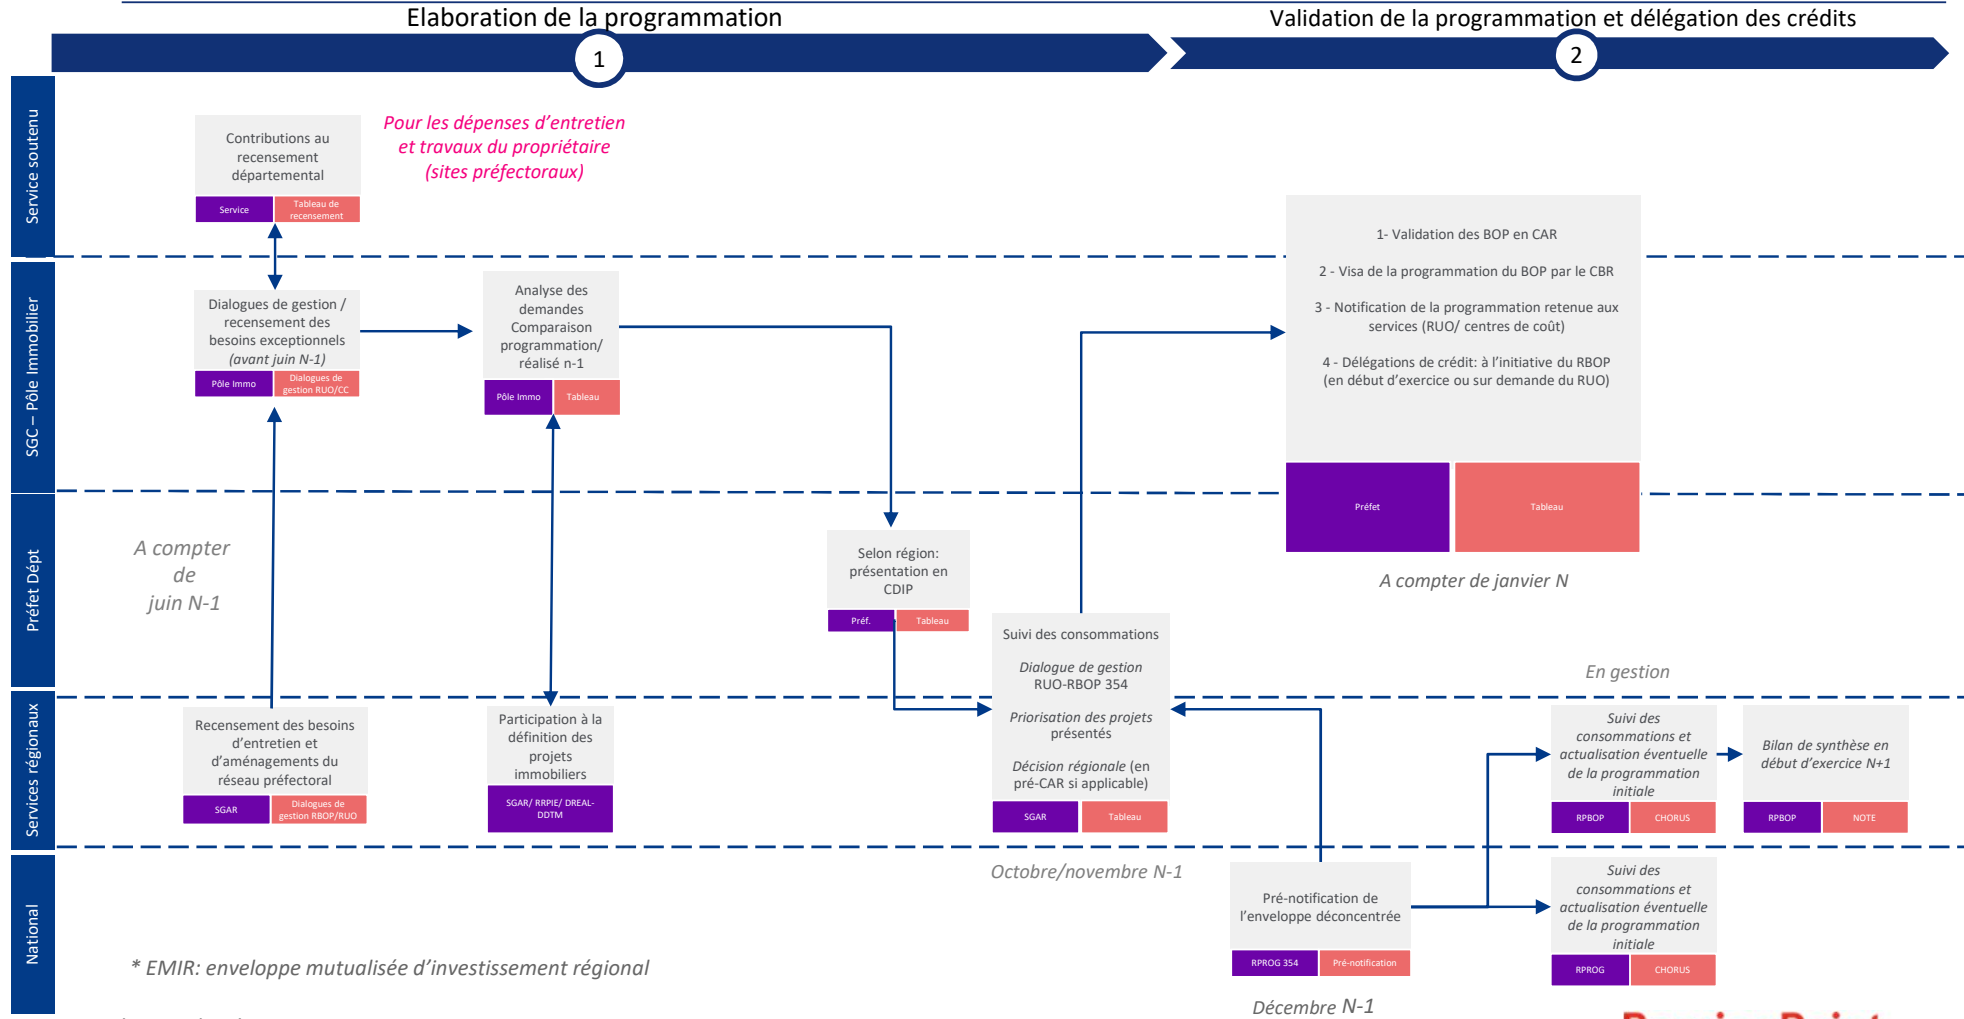 Elaboration de la programmation
Validation de la programmation et délégation des crédits
1
2
Service soutenu
Contributions au
recensement
départemental
Service
Tableau de
recensement
Pour les dépenses d’entretien
et travaux du propriétaire
(sites préfectoraux)
SGC – Pôle Immobilier
Dialogues de gestion /
recensement des
besoins exceptionnels
(avant juin N-1)
Pôle Immo
Dialogues de
gestion RUO/CC
Analyse des
demandes
Comparaison
programmation/
réalisé n-1
Pôle Immo
Tableau
1- Validation des BOP en CAR
2 - Visa de la programmation du BOP par le CBR
3 - Notification de la programmation retenue aux
services (RUO/ centres de coût)
4 - Délégations de crédit: à l’initiative du RBOP
(en début d’exercice ou sur demande du RUO)
Préfet
Tableau
A compter de janvier N
Préfet Dépt
A compter
de
juin N-1
Selon région:
présentation en
CDIP
Préf.
Tableau
Suivi des consommations
Dialogue de gestion
RUO-RBOP 354
Priorisation des projets
présentés
Décision régionale (en
pré-CAR si applicable)
SGAR
Tableau
Octobre/novembre N-1
Services régionaux
Recensement des besoins
d’entretien et
d’aménagements du
réseau préfectoral
SGAR
Dialogues de
gestion RBOP/RUO
Participation à la
définition des
projets
immobiliers
SGAR/ RRPIE/ DREAL-
DDTM
En gestion
Suivi des
consommations et
actualisation éventuelle
de la programmation
initiale
RPBOP
CHORUS
Bilan de synthèse en
début d’exercice N+1
RPBOP
NOTE
National
Pré-notification de
l’enveloppe déconcentrée
RPROG 354
Pré-notification
Décembre N-1
Suivi des
consommations et
actualisation éventuelle
de la programmation
initiale
RPROG
CHORUS
* EMIR: enveloppe mutualisée d’investissement régional